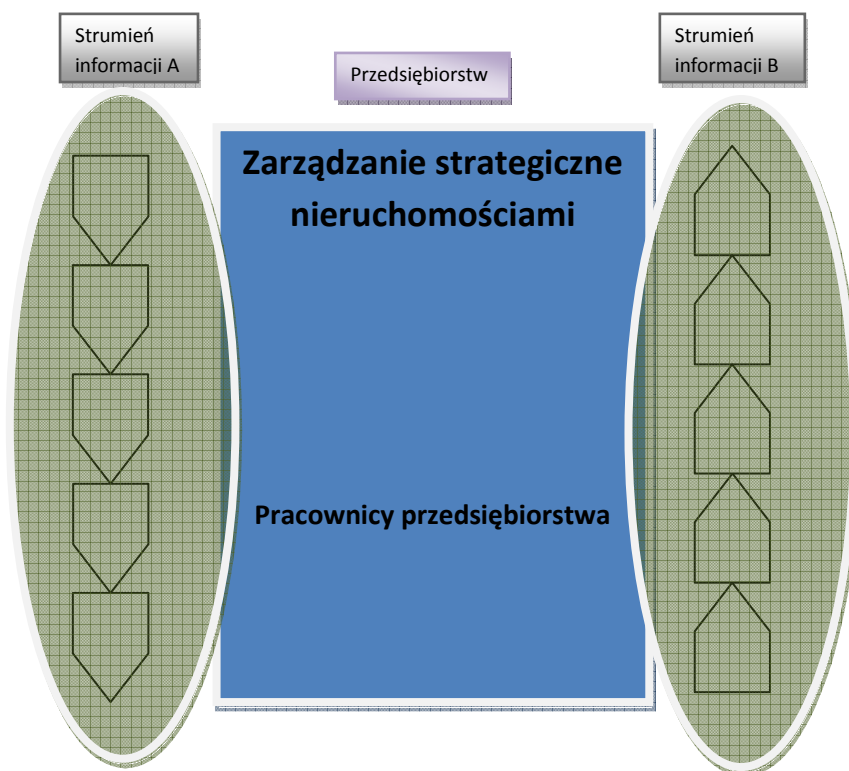 Strumień
informacji A
Przedsiębiorstw
Strumień
informacji B
Zarządzanie strategiczne
nieruchomościami
Pracownicy przedsiębiorstwa